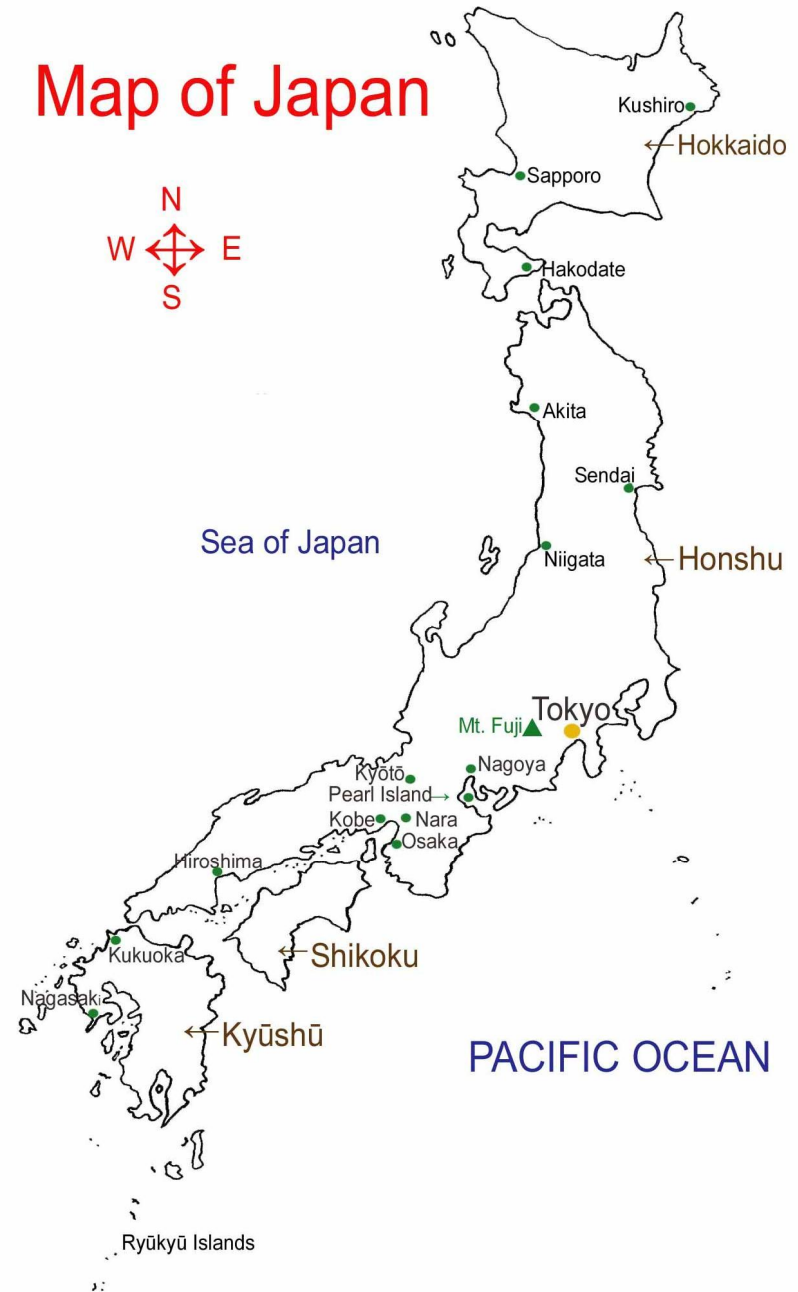 Map of Japan
Kushiro
←Hokkaido
Sapporo
N
W E
S
Hakodate
Akita
Sendai
Sea of Japan
Niigata
←Honshu
Tokyo
Mt. Fuji
Nagoya
Kyōtō
Pearl Island→
Kobe
Nara
Osaka
Hiroshima
Kukuoka
←Shikoku
Nagasaki
←Kyūshū
PACIFIC OCEAN
Ryūkyū Islands